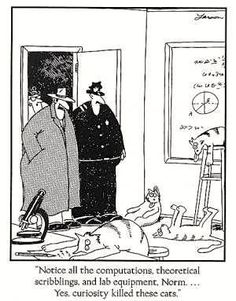 Larson
"Notice all the computations, theoretical
scribblings, and lab equipment, Norm. ...
Yes, curiosity killed these cats."